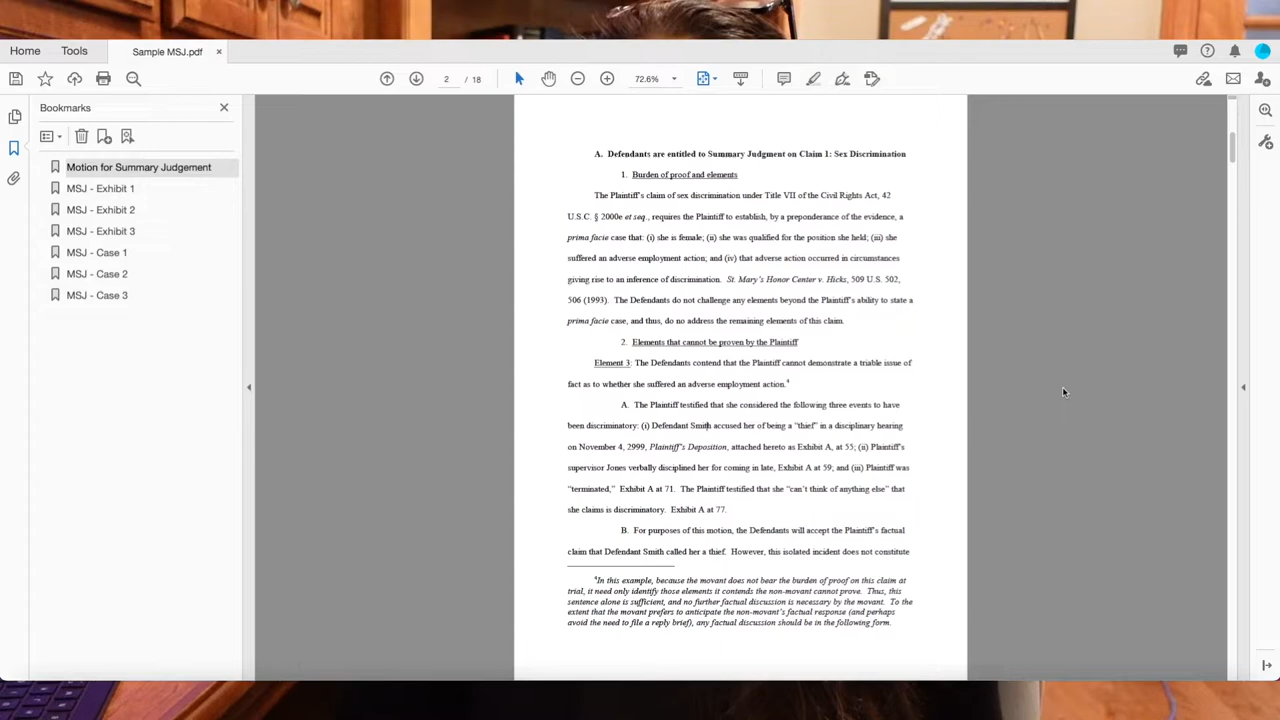 Home Tools Sample MSJ.pdf ×
2 / 18 72.6%
Bookmarks
Motion for Summary Judgement
MSJ - Exhibit 1
MSJ - Exhibit 2
MSJ - Exhibit 3
MSJ - Case 1
MSJ - Case 2
MSJ - Case 3
A. Defendants are entitled to Summary Judgment on Claim 1: Sex Discrimination
1. Burden of proof and elements
The Plaintiff's claim of sex discrimination under Title VII of the Civil Rights Act, 42
U.S.C. § 2000e et seq., requires the Plaintiff to establish, by a preponderance of the evidence, a
prima facie case that: (i) she is female; (ii) she was qualified for the position she held; (iii) she
suffered an adverse employment action; and (iv) that adverse action occurred in circumstances
giving rise to an inference of discrimination. St. Mary's Honor Center v. Hicks, 509 U.S. 502,
506 (1993). The Defendants do not challenge any elements beyond the Plaintiff's ability to state a
prima facie case, and thus, do no address the remaining elements of this claim.
2. Elements that cannot be proven by the Plaintiff
Element 3: The Defendants contend that the Plaintiff cannot demonstrate a triable issue of
fact as to whether she suffered an adverse employment action.4
A. The Plaintiff testified that she considered the following three events to have
been discriminatory: (i) Defendant Smith accused her of being a "thief" in a disciplinary hearing
on November 4, 2999, Plaintiff's Deposition, attached hereto as Exhibit A, at 55; (ii) Plaintiff's
supervisor Jones verbally disciplined her for coming in late, Exhibit A at 59; and (iii) Plaintiff was
"terminated," Exhibit A at 71. The Plaintiff testified that she "can't think of anything else" that
she claims is discriminatory. Exhibit A at 77.
B. For purposes of this motion, the Defendants will accept the Plaintiff's factual
claim that Defendant Smith called her a thief. However, this isolated incident does not constitute
4In this example, because the movant does not bear the burden of proof on this claim at
trial, it need only identify those elements it contends the non-movant cannot prove. Thus, this
sentence alone is sufficient, and no further factual discussion is necessary by the movant. To the
extent that the movant prefers to anticipate the non-movant's factual response (and perhaps
avoid the need to file a reply brief), any factual discussion should be in the following form.